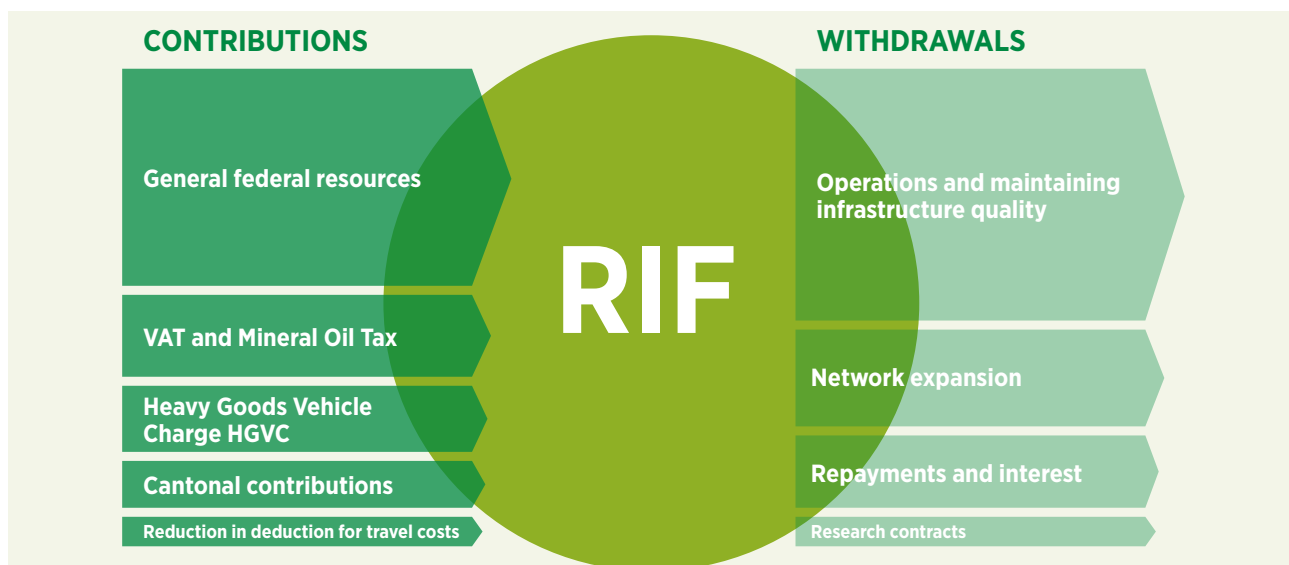 CONTRIBUTIONS
General federal resources
VAT and Mineral Oil Tax
Heavy Goods Vehicle
Charge HGVC
Cantonal contributions
Reduction in deduction for travel costs
RIF
WITHDRAWALS
Operations and maintaining
infrastructure quality
Network expansion
Repayments and interest
Research contracts